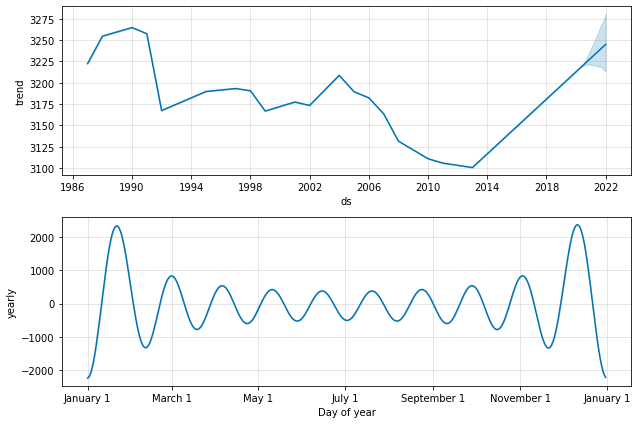 3275
3250
3225
3200
3175
3150
3125
3100
trend
1986 1990 1994 1998 2002 2006 2010 2014 2018 2022
ds
2000
1000
0
−1000
−2000
yearly
January 1 March 1 May 1 July 1 September 1 November 1 January 1
Day of year